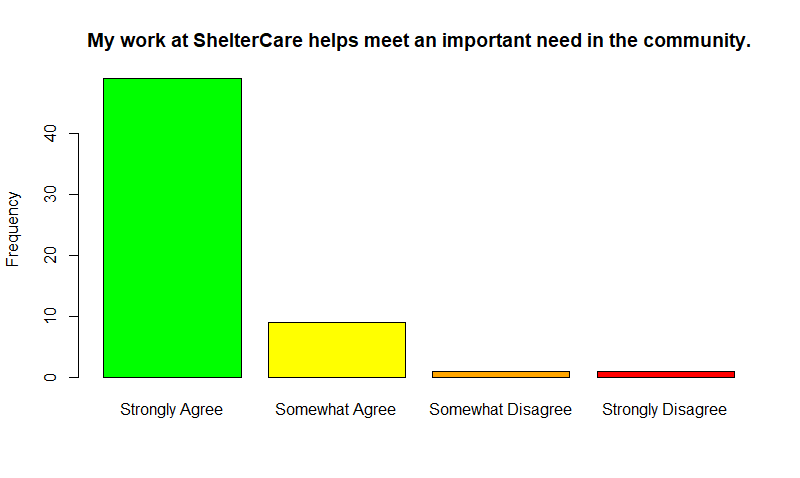 My work at ShelterCare helps meet an important need in the community.
Frequency
40
30
20
10
0
Strongly Agree
Somewhat Agree
Somewhat Disagree
Strongly Disagree